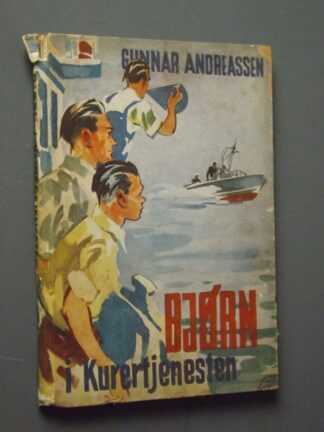 GUNNAR ANDREASSEN
BJØRN
i Kurertjenesten